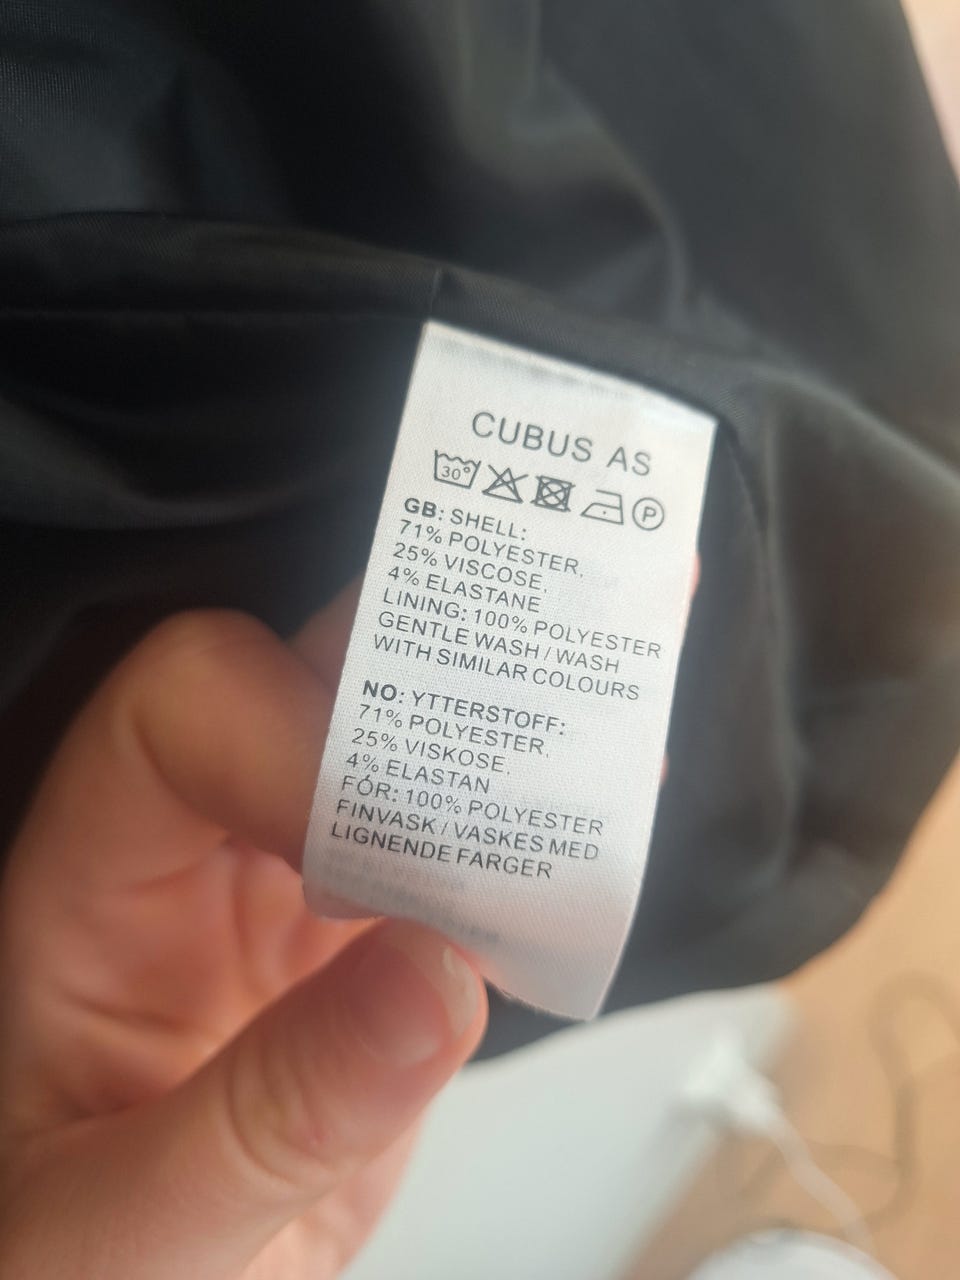 CUBUS AS
30° P
GB: SHELL:
71% POLYESTER,
25% VISCOSE,
4% ELASTANE
LINING: 100% POLYESTER
GENTLE WASH / WASH
WITH SIMILAR COLOURS
NO: YTTERSTOFF:
71% POLYESTER,
25% VISKOSE,
4% ELASTAN
FÓR: 100% POLYESTER
FINVASK / VASKES MED
LIGNENDE FARGER